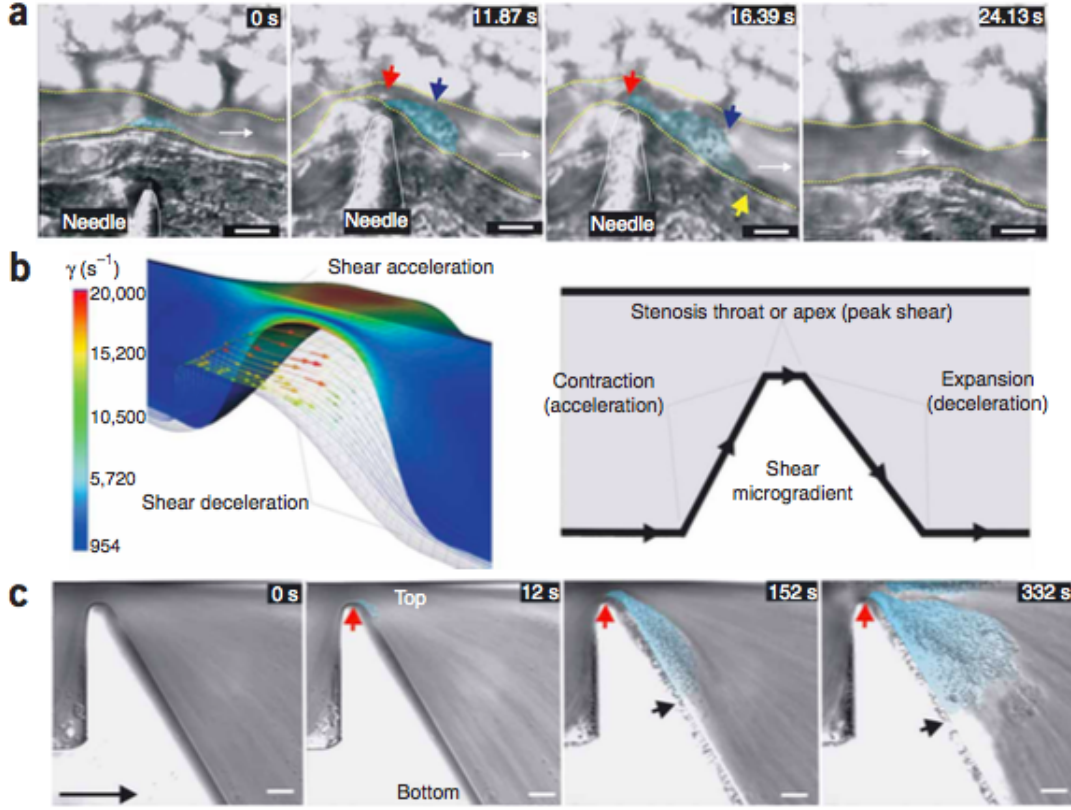 a
0 s
11.87 s
16.39 s
24.13 s
Needle
Needle
Needle
b
γ (s⁻¹)
20,000
15,200
10,500
5,720
954
Shear acceleration
Shear deceleration
Stenosis throat or apex (peak shear)
Contraction
(acceleration)
Expansion
(deceleration)
Shear
microgradient
c
0 s
12 s
152 s
332 s
Top
Bottom